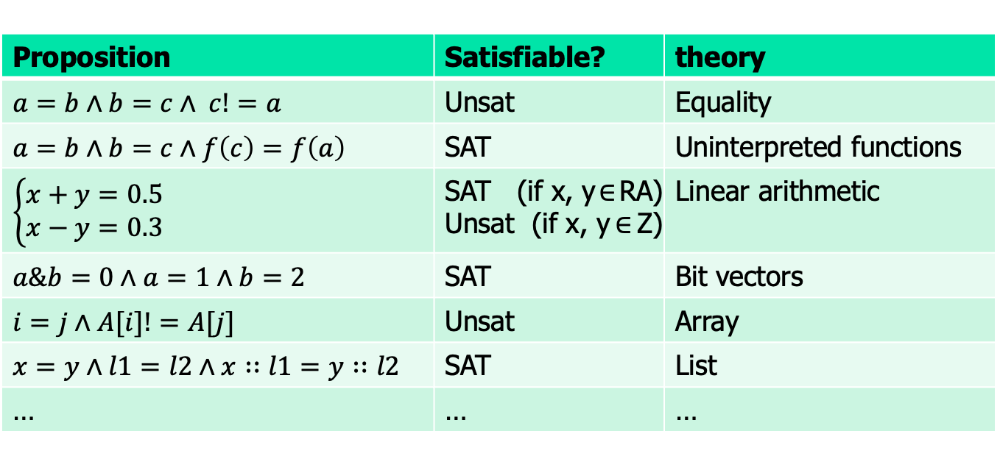 Proposition Satisfiable? theory
a = b ∧ b = c ∧ c! = a Unsat Equality
a = b ∧ b = c ∧ f(c) = f(a) SAT Uninterpreted functions
x + y = 0.5 SAT (if x, y∈RA) Linear arithmetic
x − y = 0.3 Unsat (if x, y∈Z)
a&b = 0 ∧ a = 1 ∧ b = 2 SAT Bit vectors
i = j ∧ A[i]! = A[j] Unsat Array
x = y ∧ l1 = l2 ∧ x :: l1 = y :: l2 SAT List
... ... ...